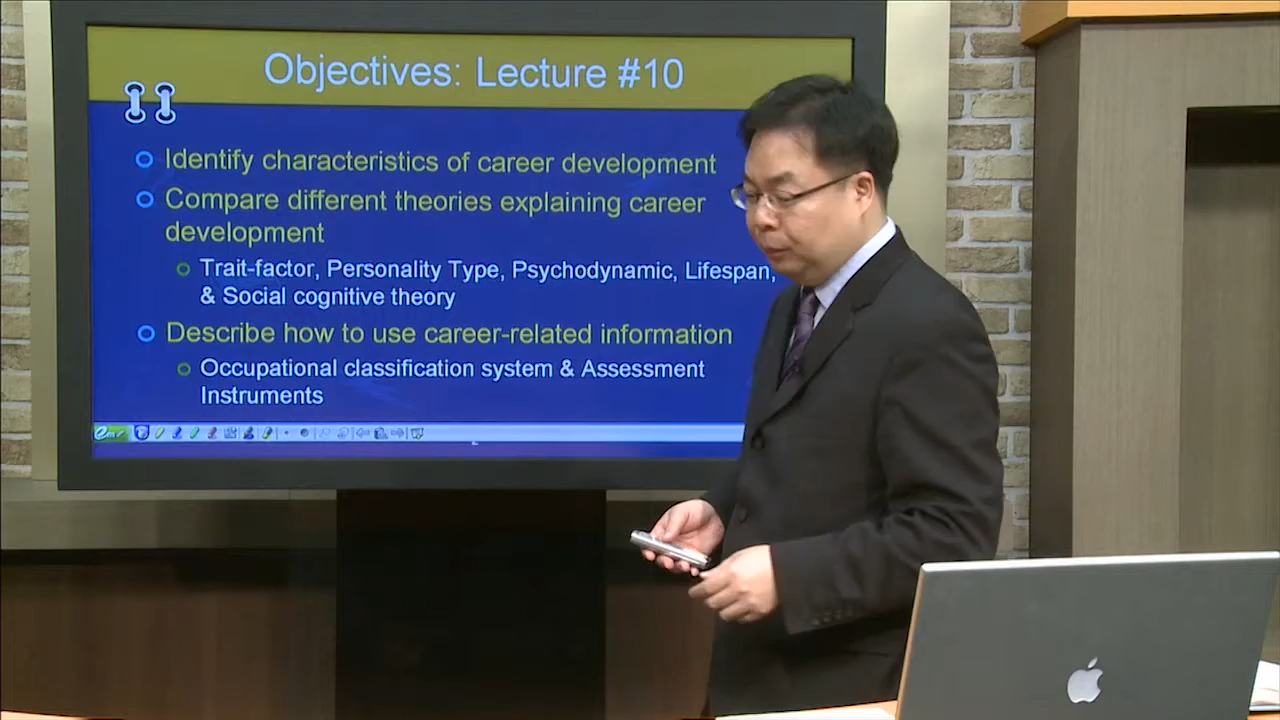 Objectives: Lecture #10
Identify characteristics of career development
Compare different theories explaining career
development
Trait-factor, Personality Type, Psychodynamic, Lifespan,
& Social cognitive theory
Describe how to use career-related information
Occupational classification system & Assessment
Instruments